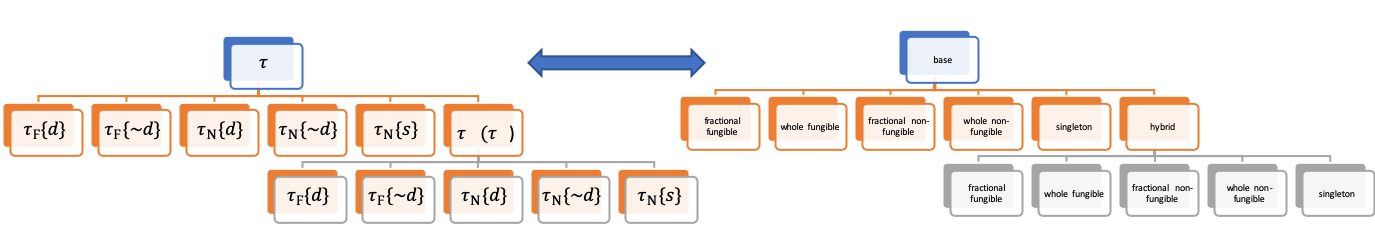 τ
base
τF{d}
τF{~d}
τN{d}
τN{~d}
τN{s}
τ (τ )
fractional
fungible
whole fungible
fractional non-
fungible
whole non-
fungible
singleton
hybrid
τF{d}
τF{~d}
τN{d}
τN{~d}
τN{s}
fractional
fungible
whole fungible
fractional non-
fungible
whole non-
fungible
singleton